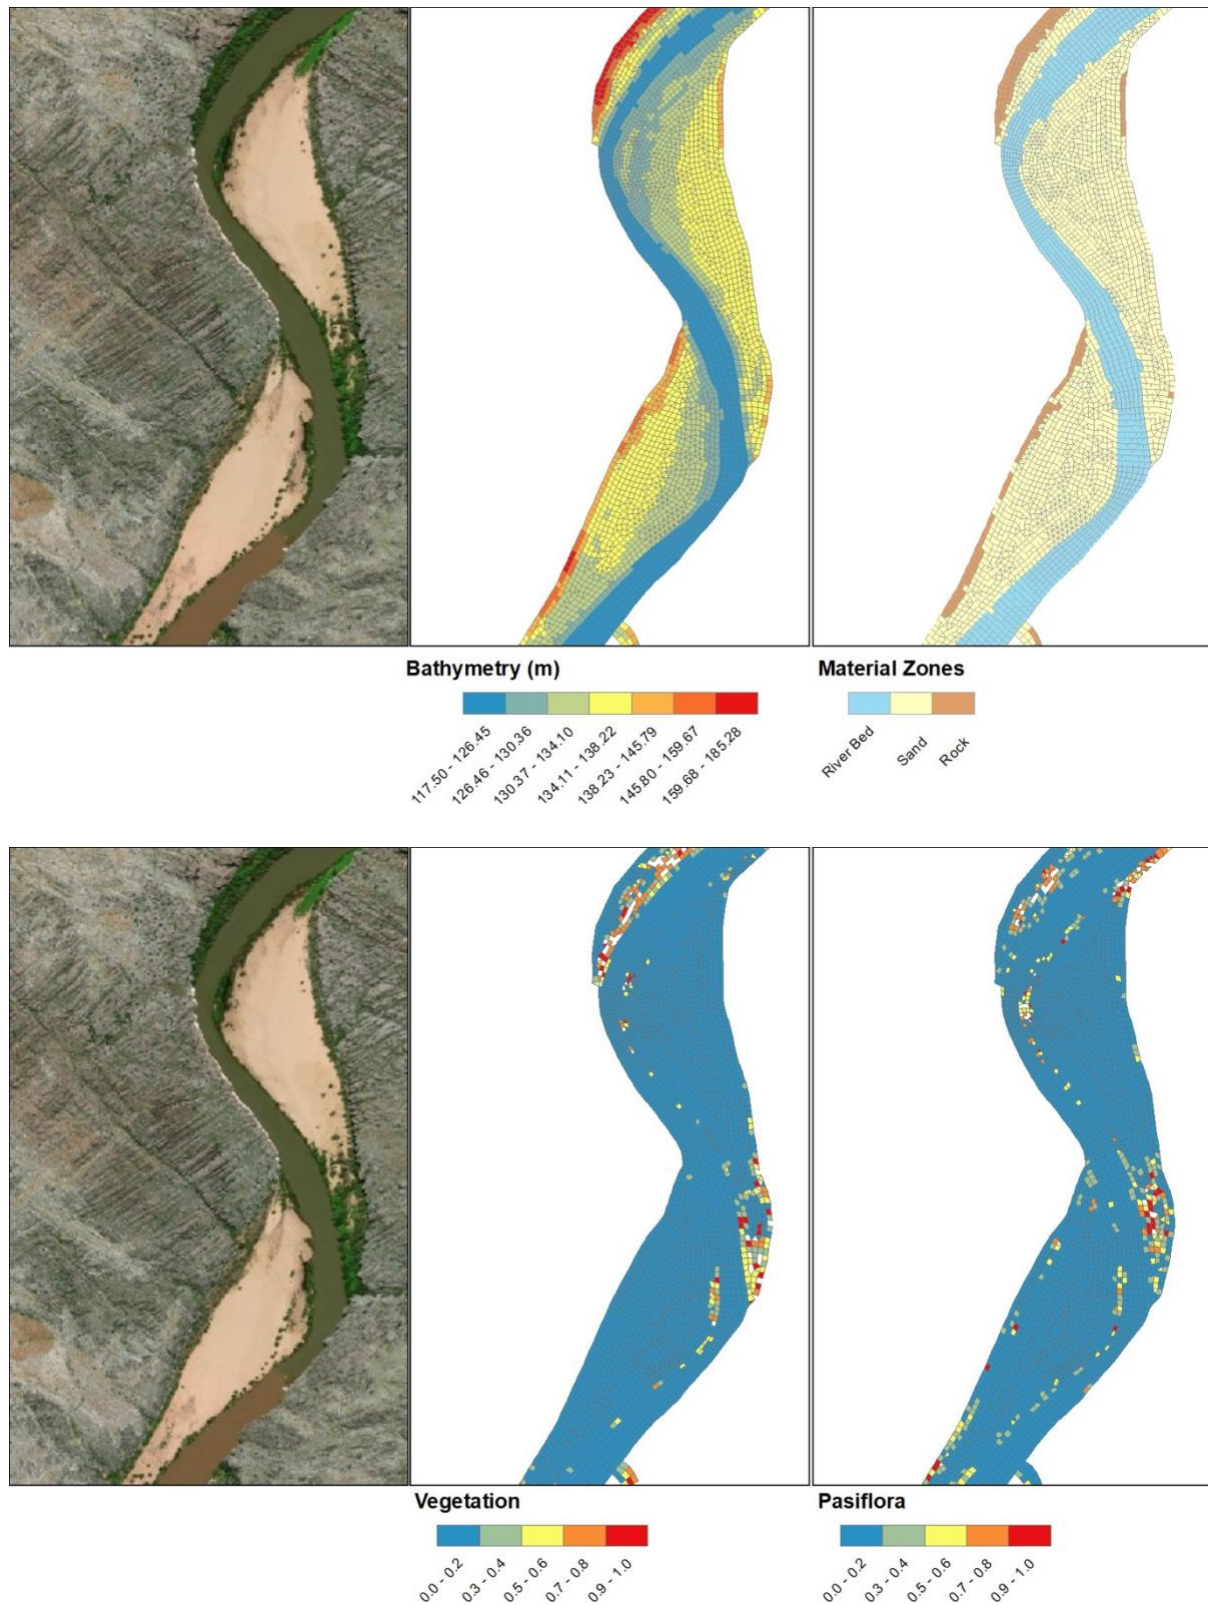 Bathymetry (m)
117.50 - 126.45
126.46 - 130.36
130.37 - 134.10
134.11 - 138.22
138.23 - 145.79
145.80 - 159.67
159.68 - 185.28
Material Zones
River Bed
Sand
Rock
Vegetation
0.0 - 0.2
0.3 - 0.4
0.5 - 0.6
0.7 - 0.8
0.9 - 1.0
Pasiflora
0.0 - 0.2
0.3 - 0.4
0.5 - 0.6
0.7 - 0.8
0.9 - 1.0